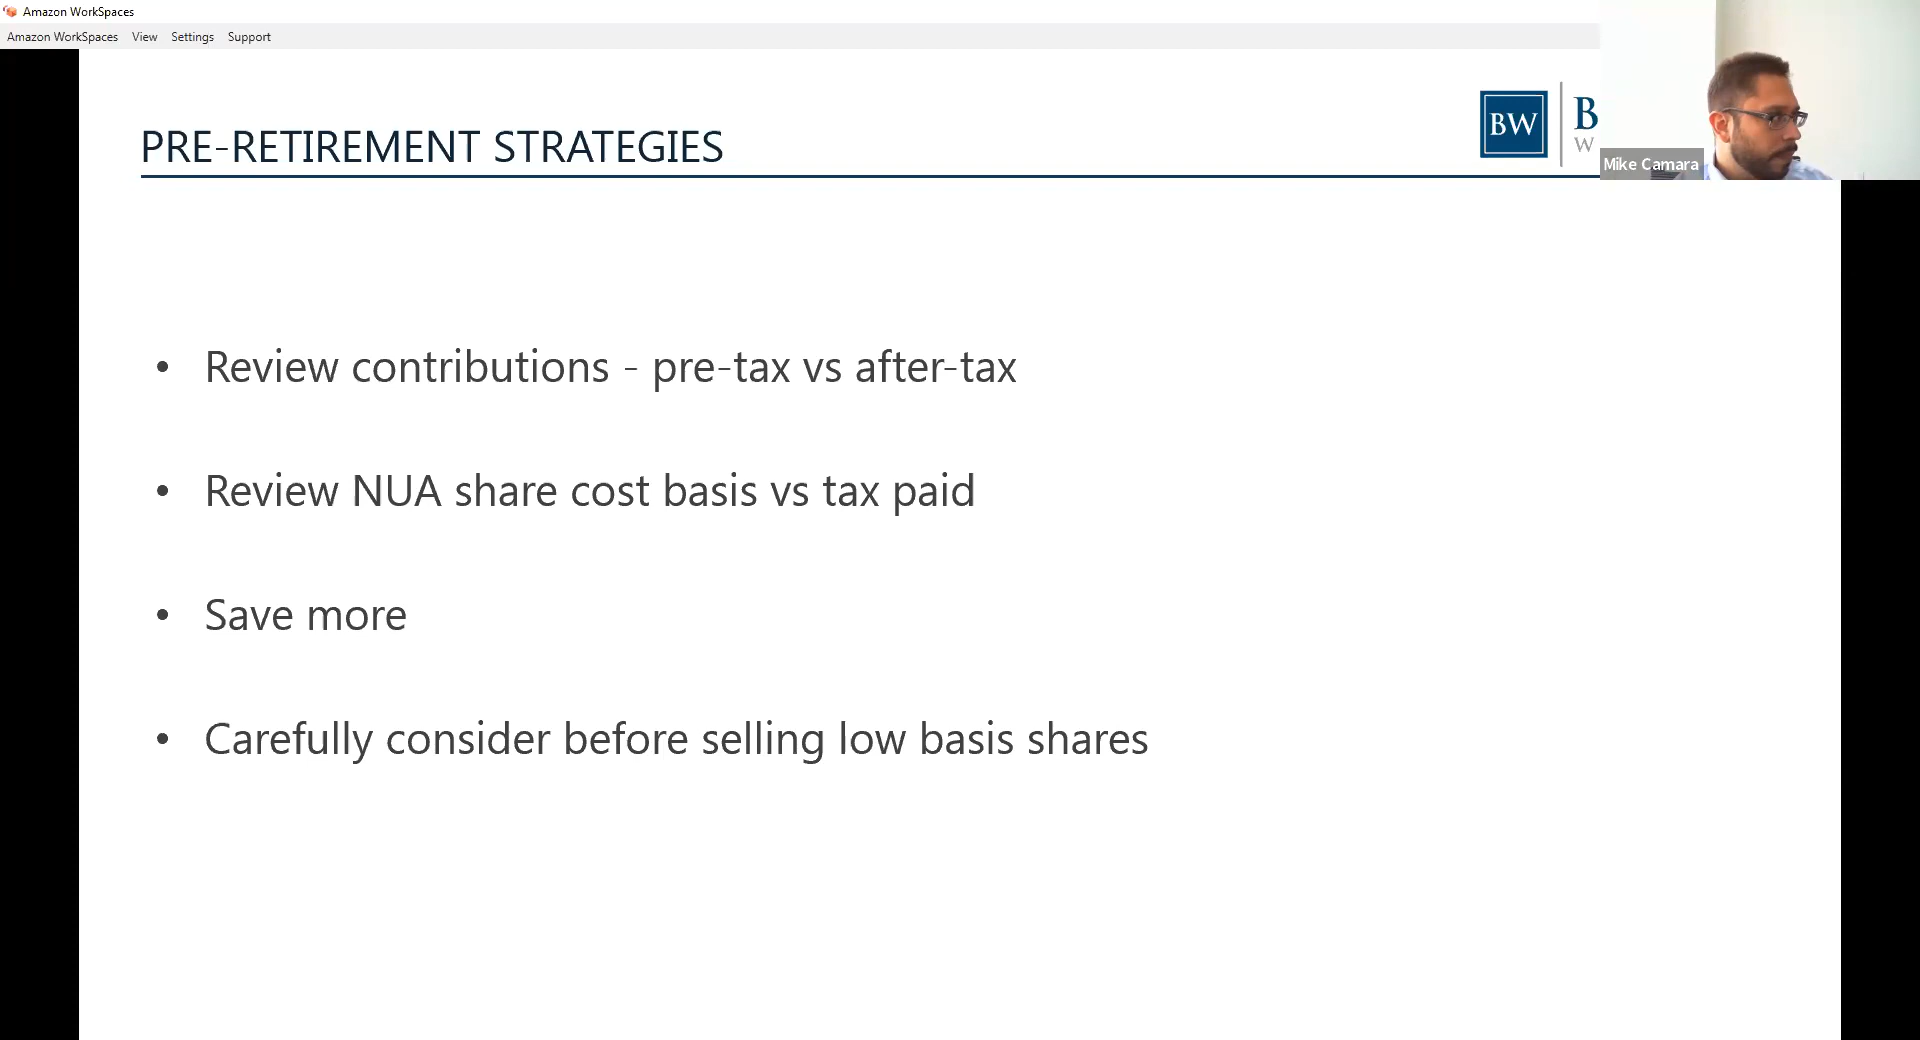 Amazon WorkSpaces
Amazon WorkSpaces View Settings Support
PRE-RETIREMENT STRATEGIES
BW
B
W
Mike Camara
• Review contributions - pre-tax vs after-tax
• Review NUA share cost basis vs tax paid
• Save more
• Carefully consider before selling low basis shares